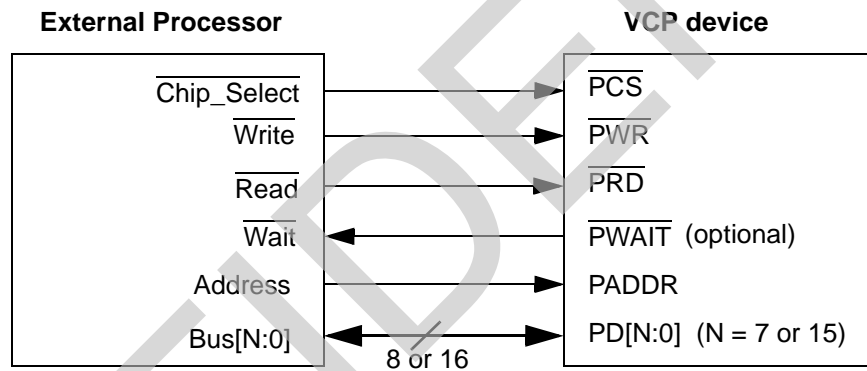 External Processor VCP device
Chip_Select PCS
Write PWR
Read PRD
Wait PWAIT (optional)
Address PADDR
Bus[N:0] PD[N:0] (N = 7 or 15)
8 or 16